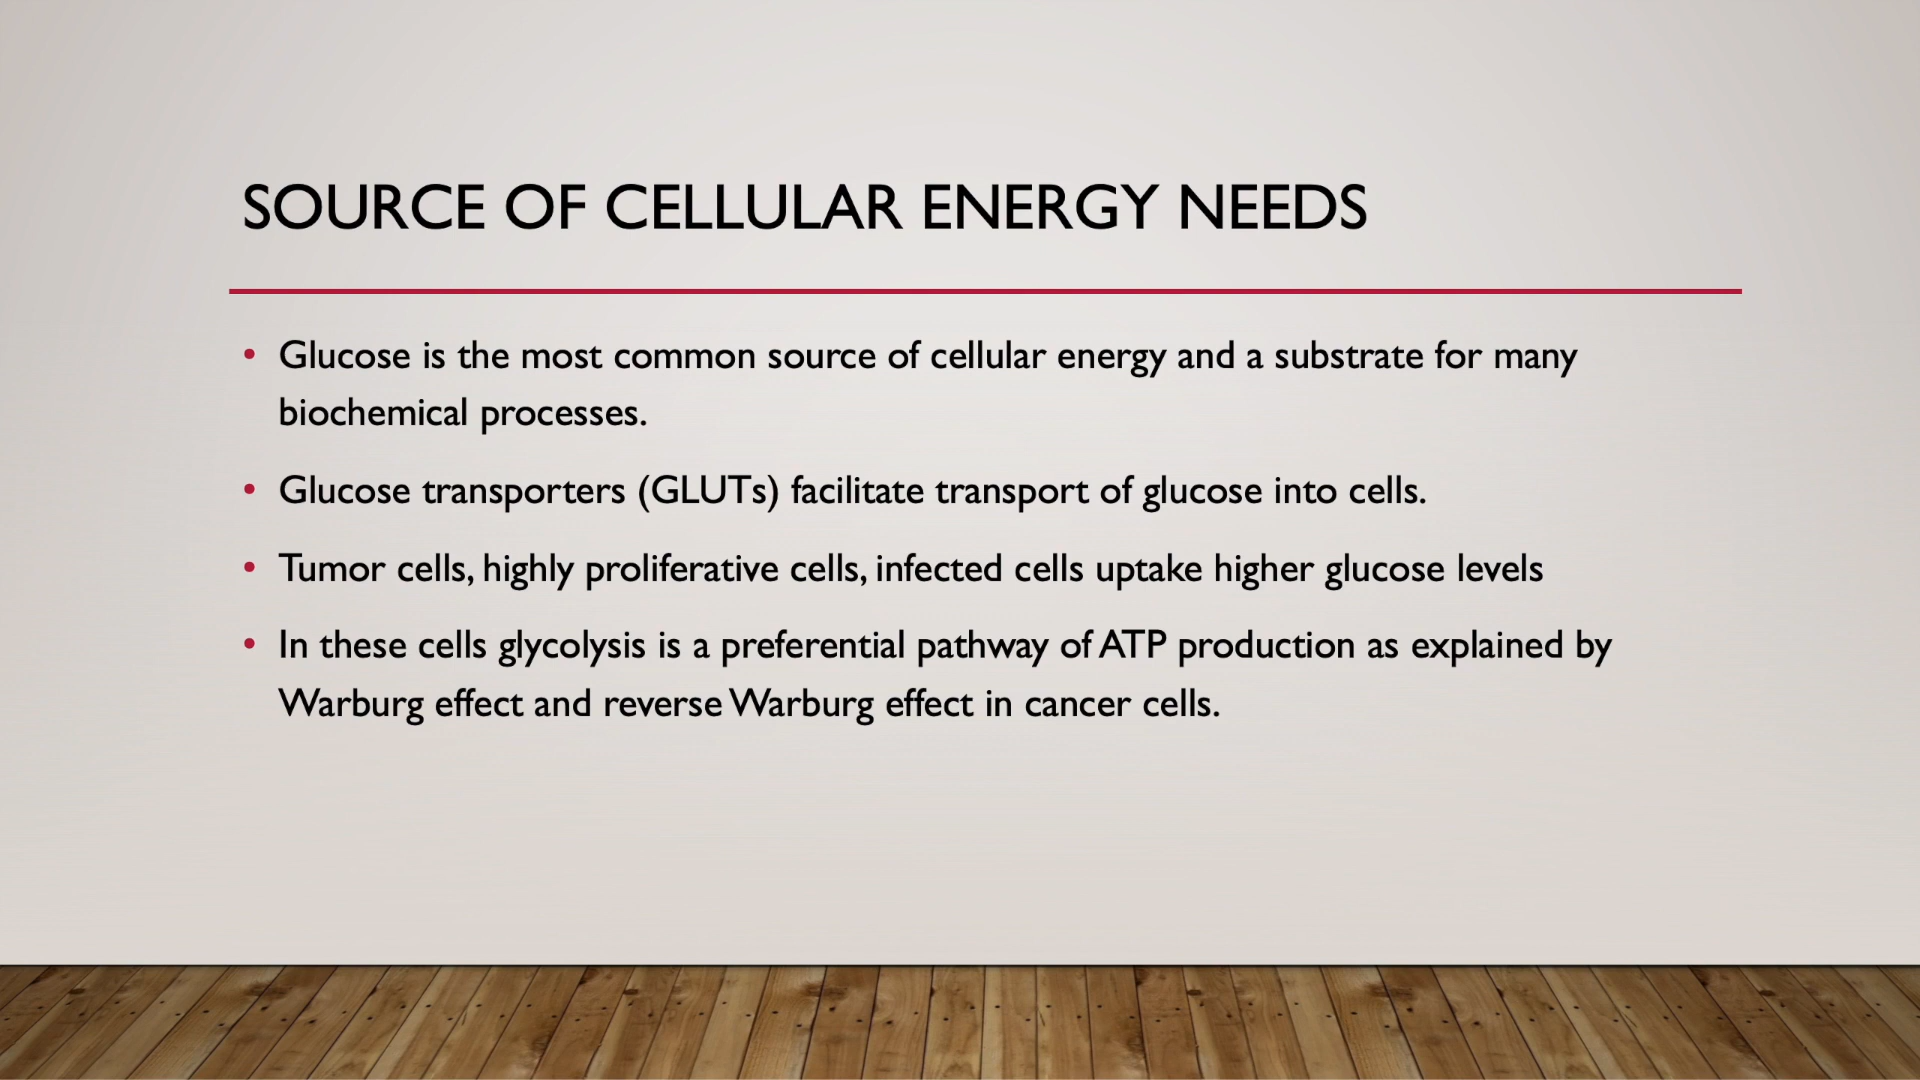 SOURCE OF CELLULAR ENERGY NEEDS
• Glucose is the most common source of cellular energy and a substrate for many
biochemical processes.
• Glucose transporters (GLUTs) facilitate transport of glucose into cells.
• Tumor cells, highly proliferative cells, infected cells uptake higher glucose levels
• In these cells glycolysis is a preferential pathway of ATP production as explained by
Warburg effect and reverse Warburg effect in cancer cells.